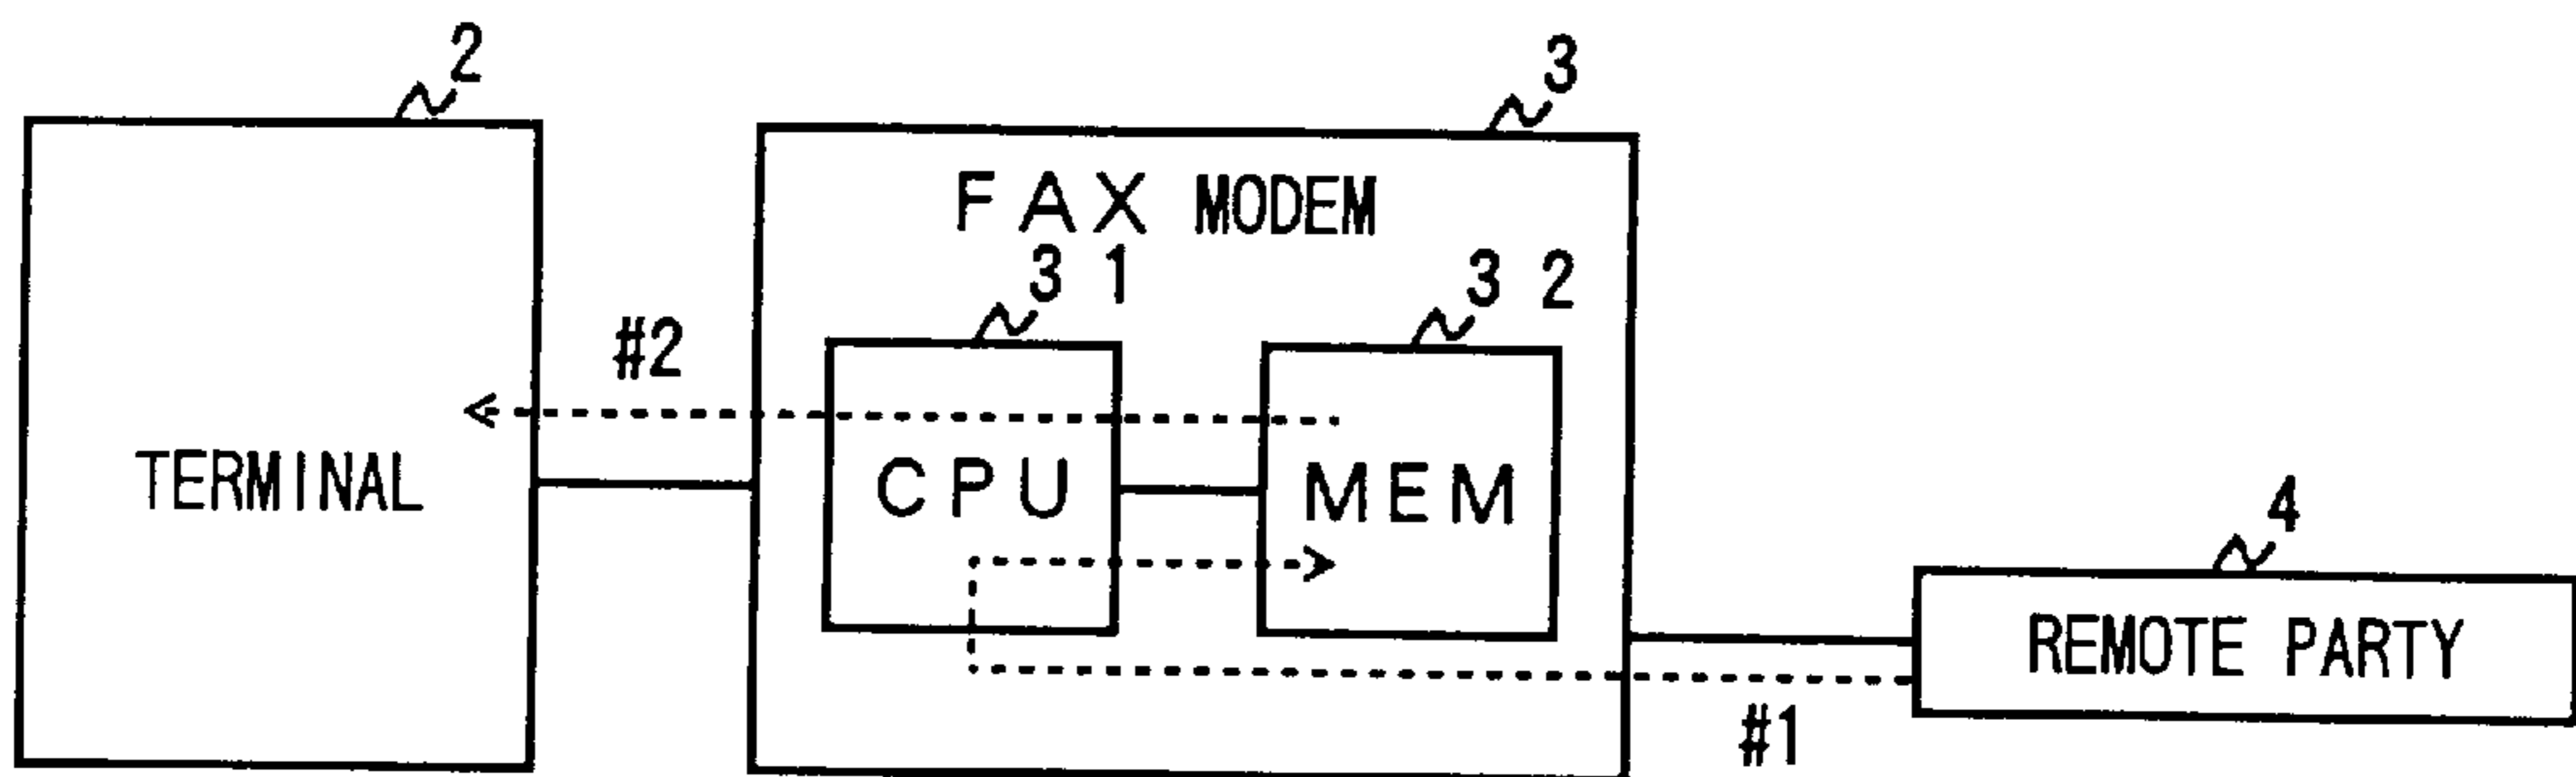 2
3
FAX MODEM
31
32
#2
TERMINAL
CPU
MEM
4
REMOTE PARTY
#1